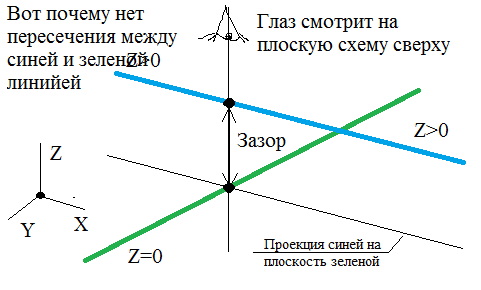 Вот почему нет
пересечения между
синей и зеленой
линийей
Глаз смотрит на
плоскую схему сверху
Z>0
Z>0
Зазор
Z
X
Y
Z=0
Проекция синей на
плоскость зеленой